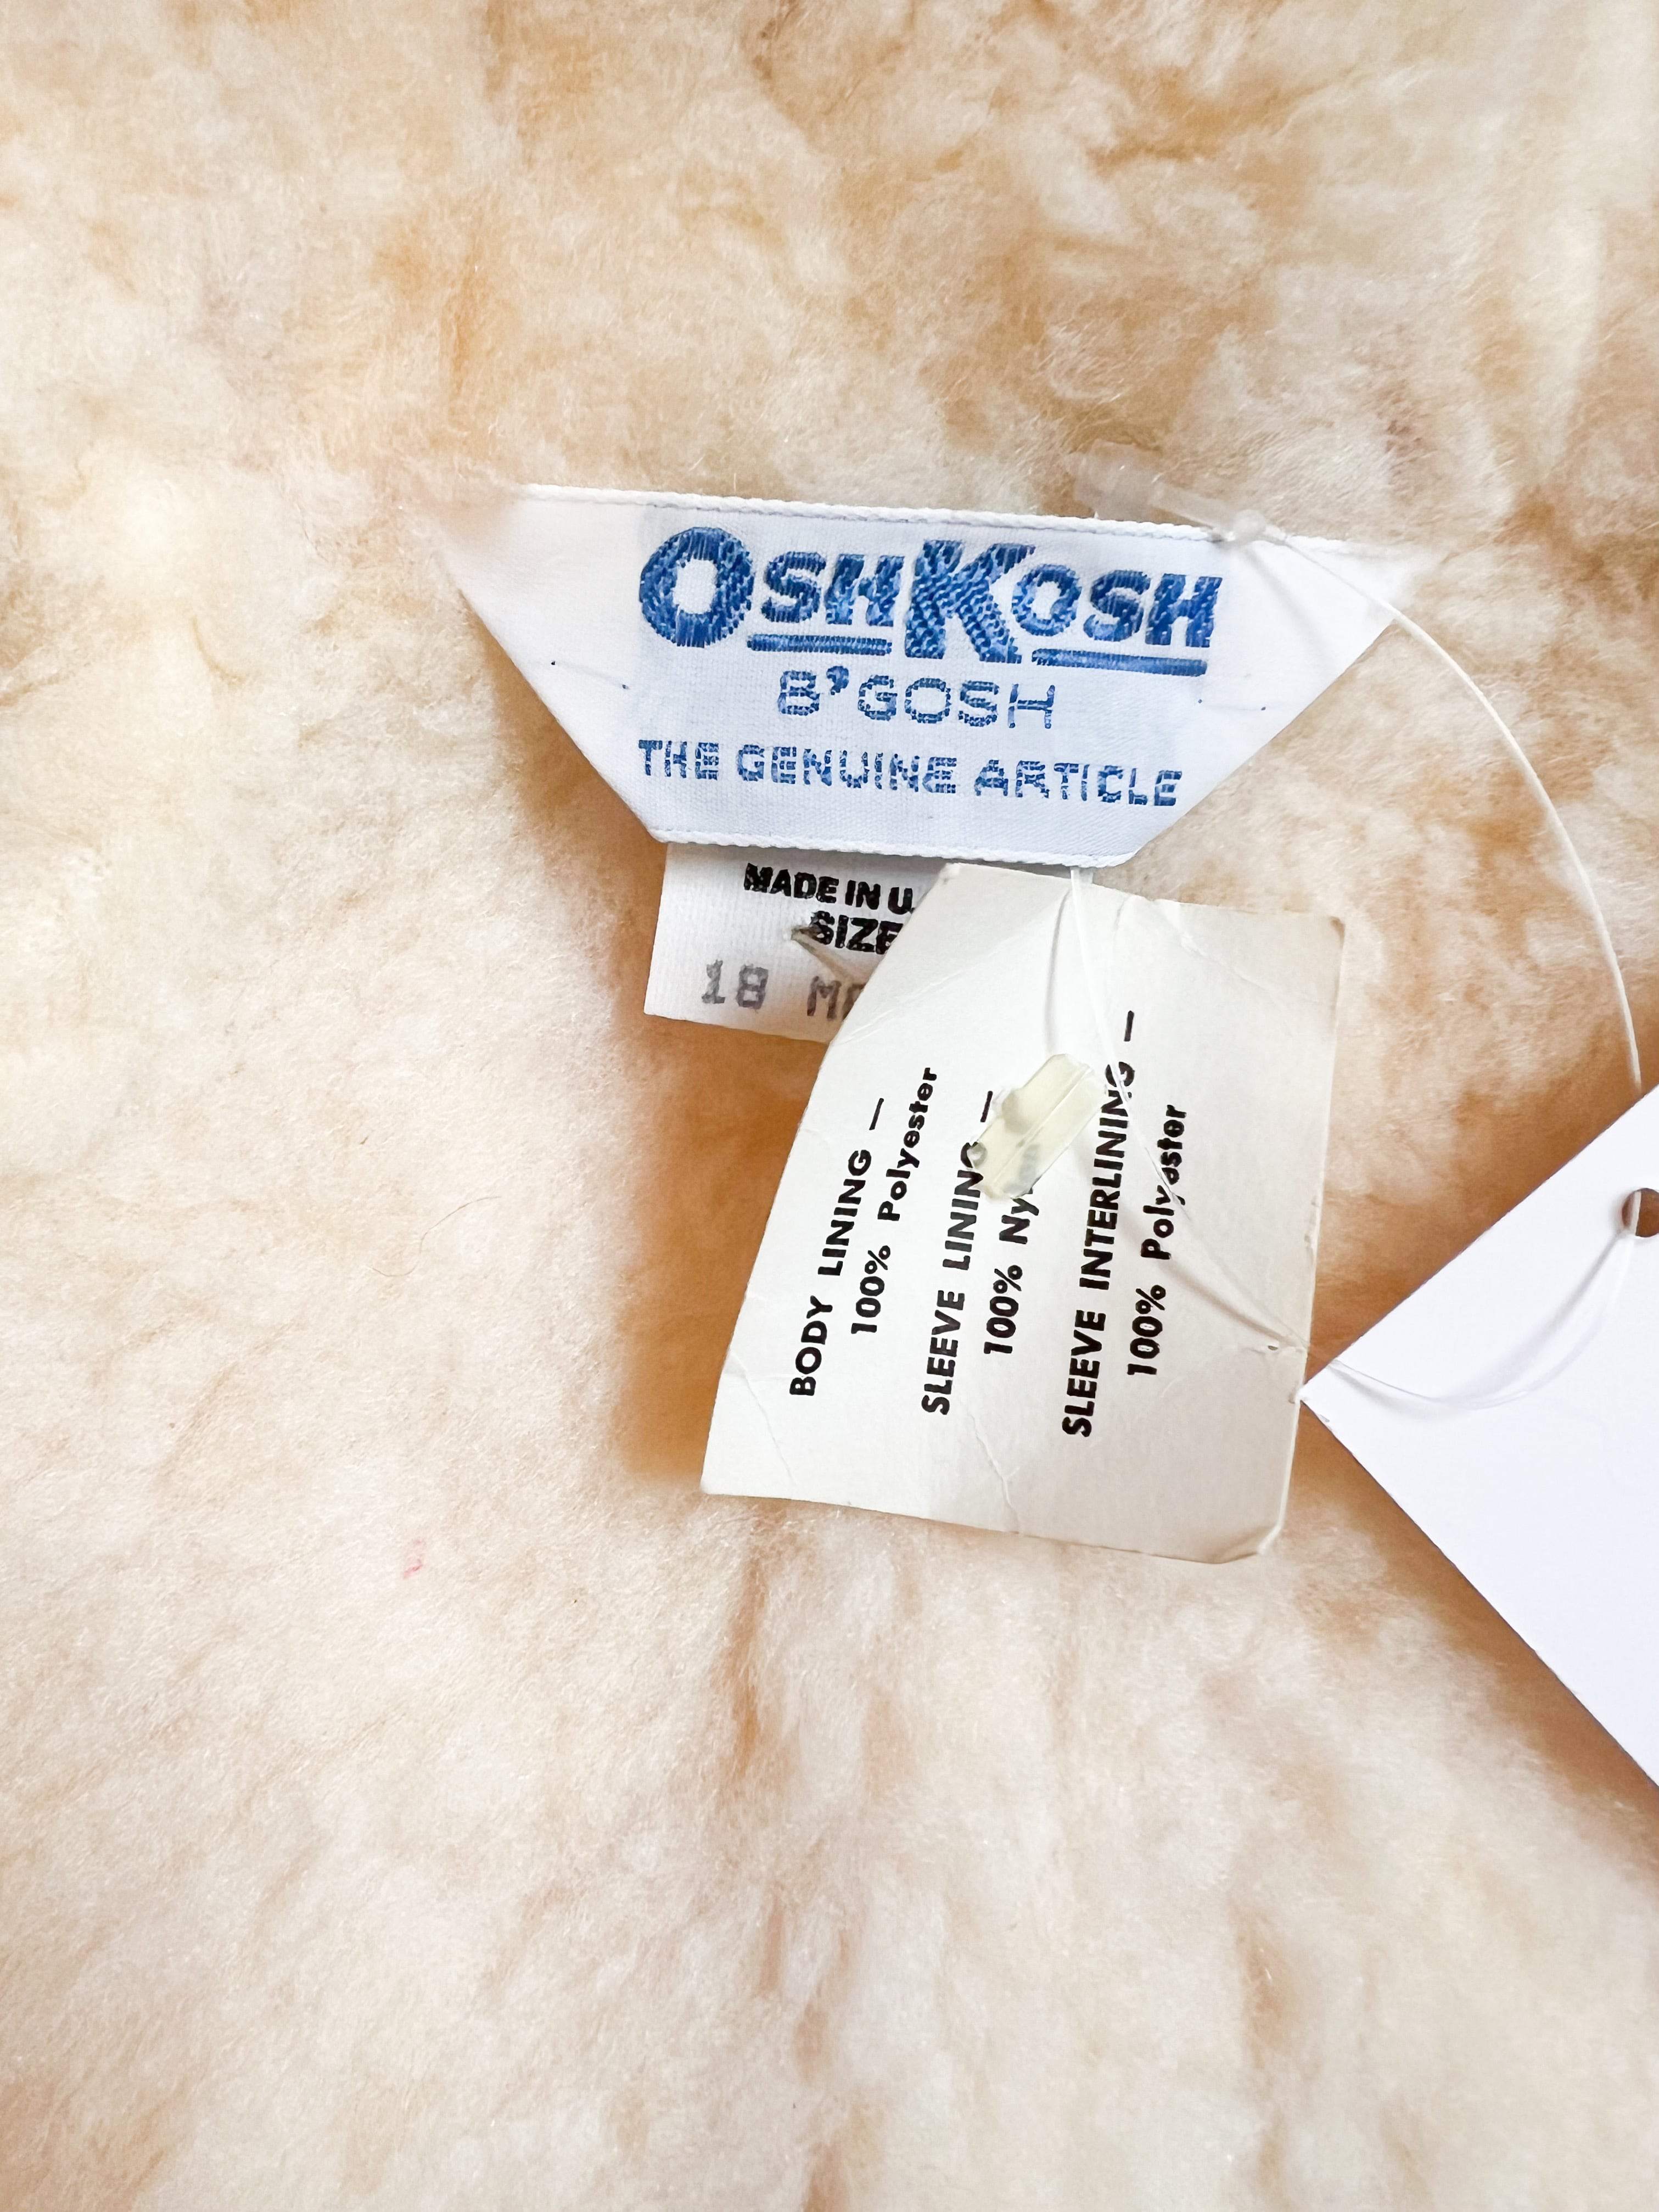 OSHKOSH
B'GOSH
THE GENUINE ARTICLE
MADE IN U.
SIZE
18 MO
BODY LINING —
100% Polyester
SLEEVE LINING —
100% Ny
SLEEVE INTERLINING —
100% Polyester